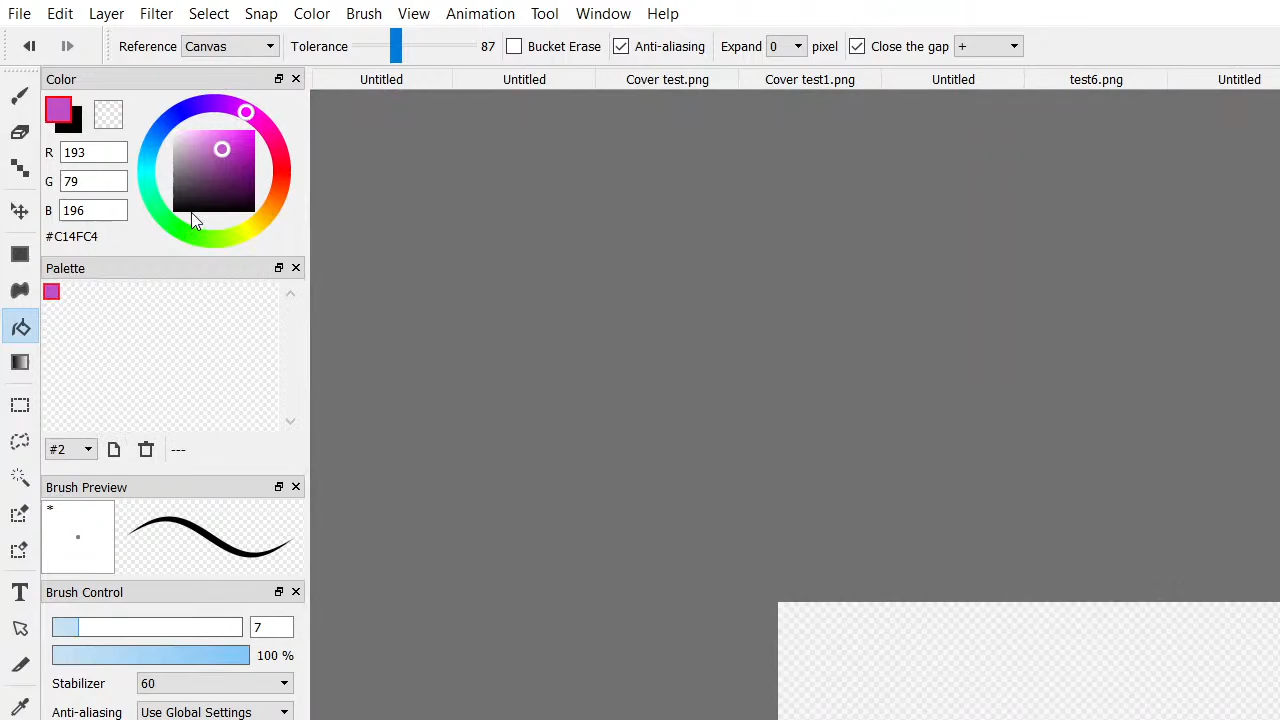 File Edit Layer Filter Select Snap Color Brush View Animation Tool Window Help
Reference Canvas Tolerance 87 Bucket Erase Anti-aliasing Expand 0 pixel Close the gap +
Color
Untitled Untitled Cover test.png Cover test1.png Untitled test6.png Untitled
R 193
G 79
B 196
#C14FC4
Palette
#2 ---
Brush Preview
*
Brush Control
7
100 %
Stabilizer 60
Anti-aliasing Use Global Settings